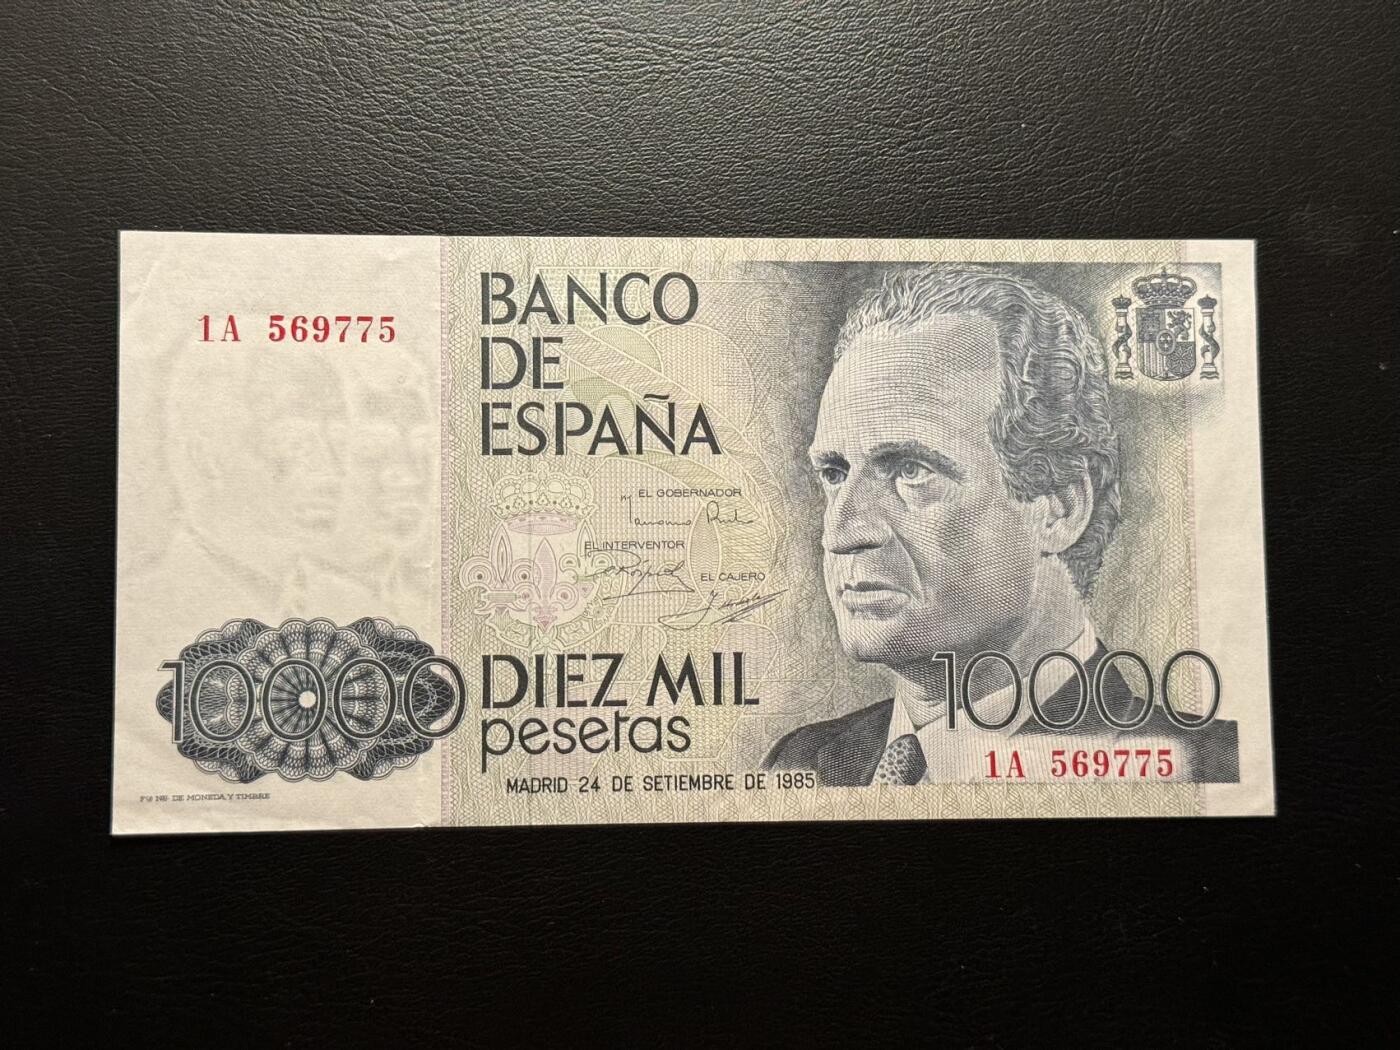 1A 569775
BANCO
DE
ESPAÑA
EL GOBERNADOR
EL INTERVENTOR
EL CAJERO
10000
DIEZ MIL
pesetas
10000
1A 569775
MADRID 24 DE SETIEMBRE DE 1985
DE MONEDA Y TIMBRE